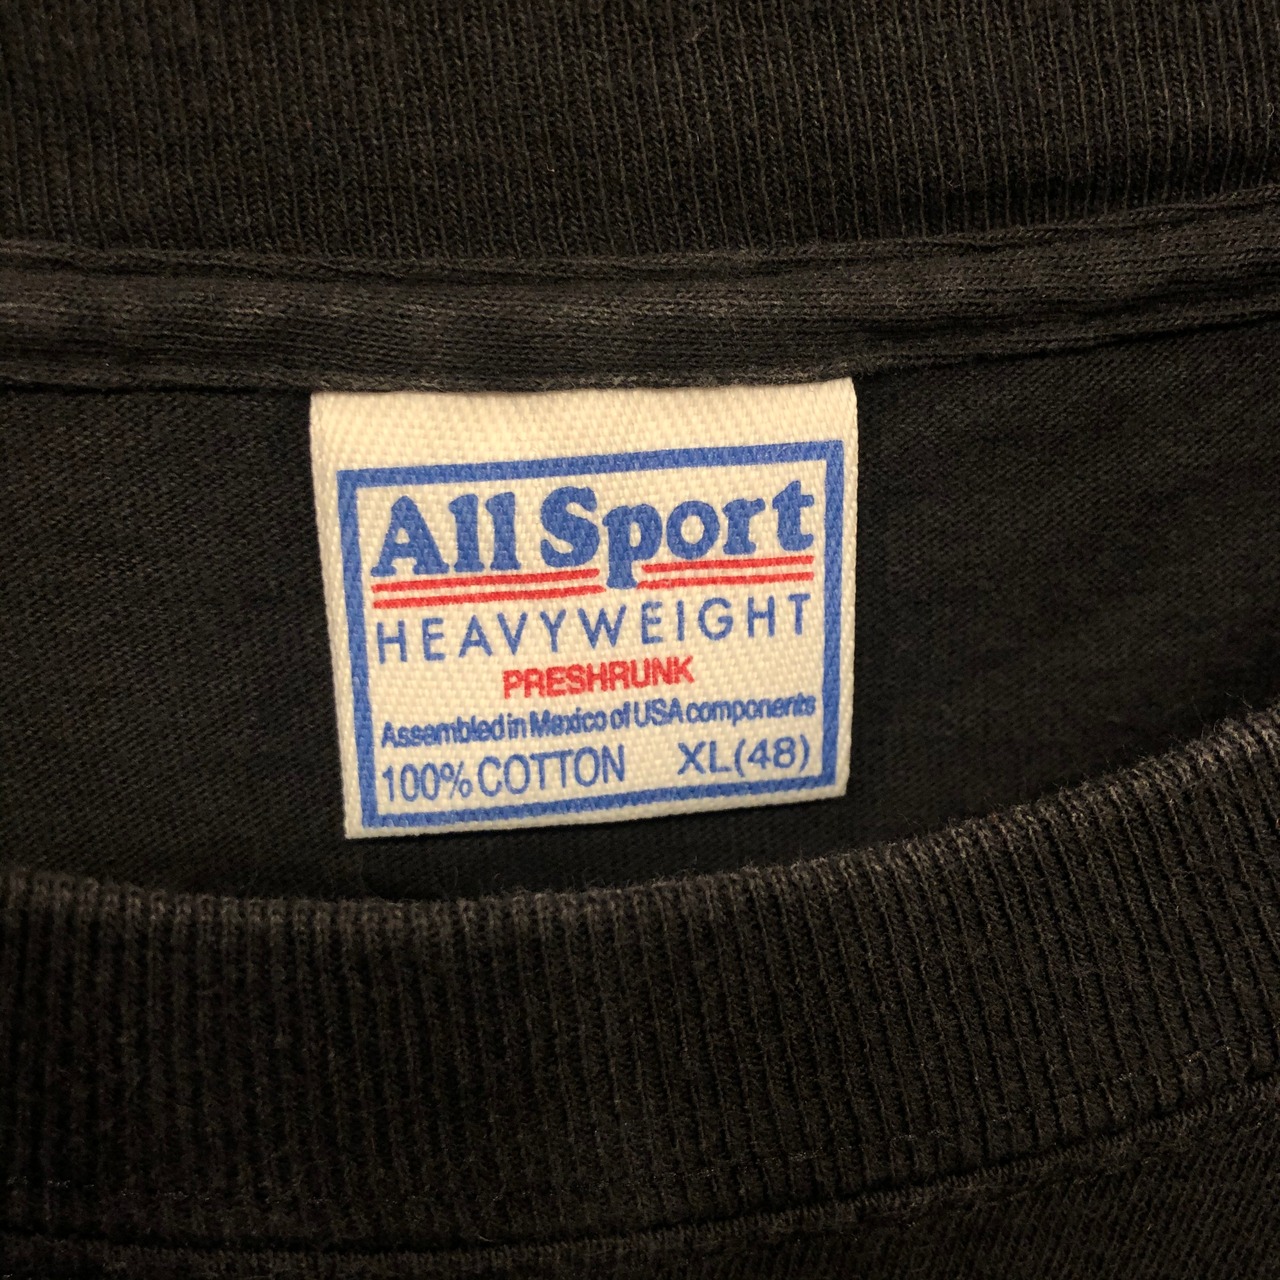 All Sport
HEAVYWEIGHT
PRESHRUNK
Assembled in Mexico of USA components
100% COTTON XL(48)